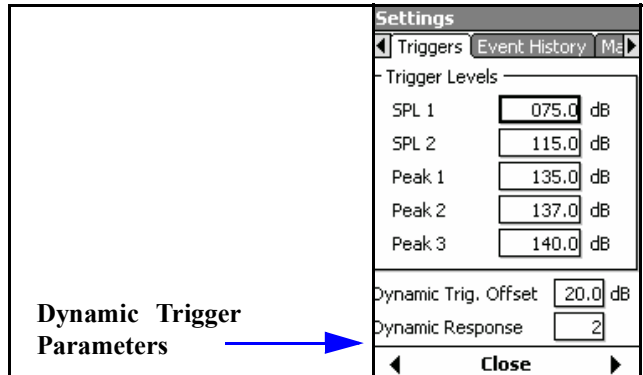 Settings
Triggers Event History Ma
Trigger Levels
SPL 1 075.0 dB
SPL 2 115.0 dB
Peak 1 135.0 dB
Peak 2 137.0 dB
Peak 3 140.0 dB
Dynamic Trig. Offset 20.0 dB
Dynamic Response 2
Close
Dynamic Trigger
Parameters